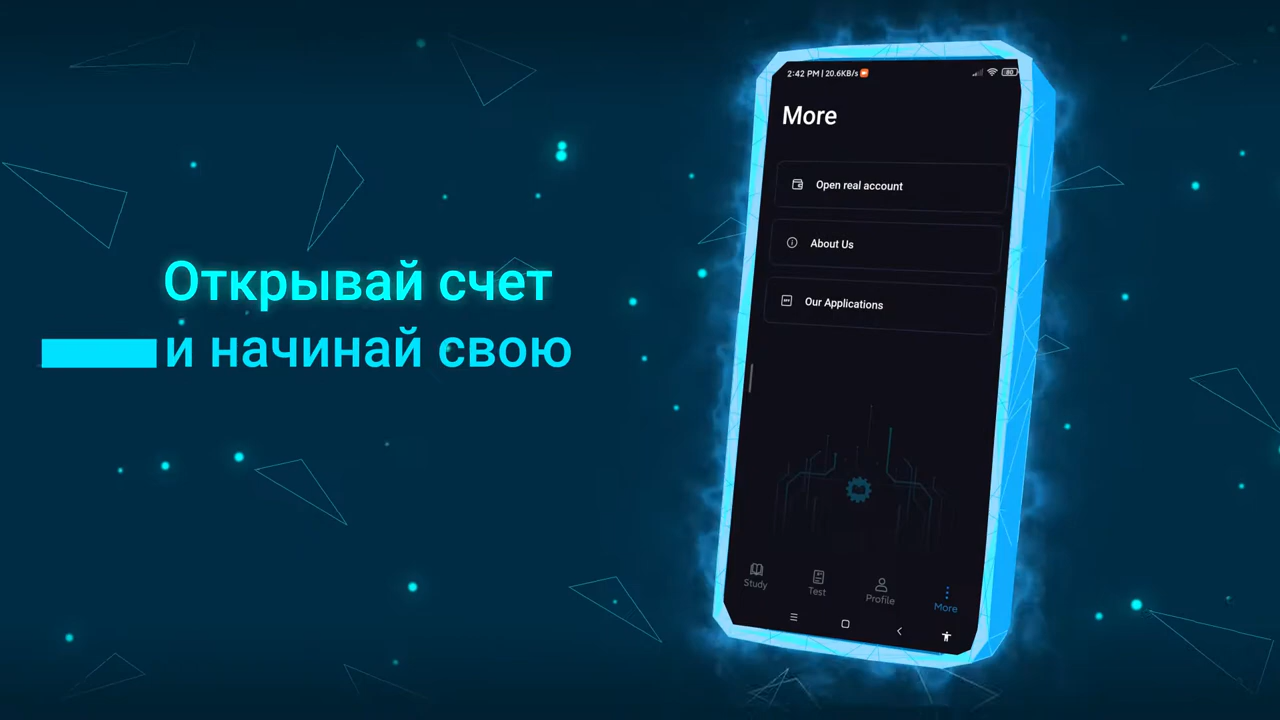 Открывай счет
и начинай свою
2:42 PM | 20.6KB/s
80
More
Open real account
About Us
Our Applications
Study
Test
Profile
More